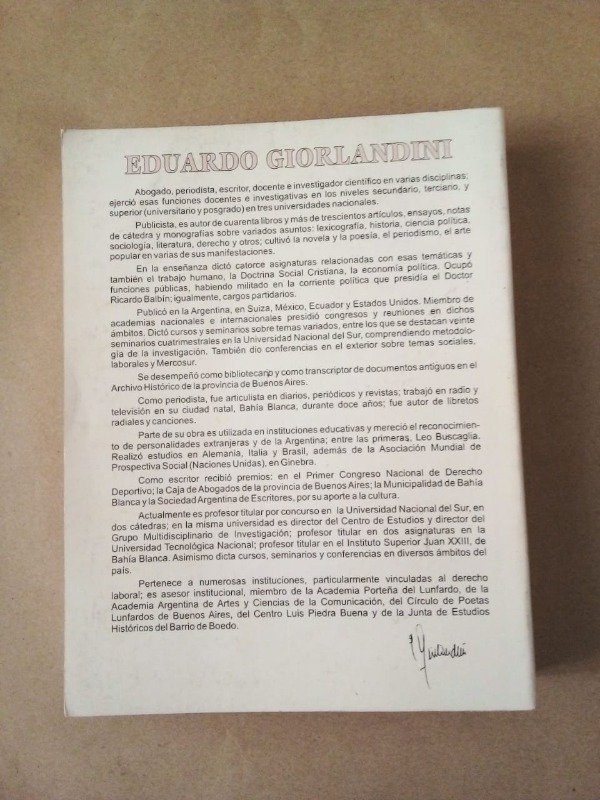 EDUARDO GIORLANDINI
Abogado, periodista, escritor, docente e investigador científico en varias disciplinas;
ejerció esas funciones docentes e investigativas en los niveles secundario, terciano, y
superior (universitario y posgrado) en tres universidades nacionales.
Publicista, es autor de cuarenta libros y más de trescientos artículos, ensayos, notas
de cátedra y monografías sobre variados asuntos: lexicografía, historia, ciencia política,
sociología, literatura, derecho y otros; cultivó la novela y la poesía, el periodismo, el arte
popular en varias de sus manifestaciones.
En la enseñanza dictó catorce asignaturas relacionadas con esas temáticas y
también el trabajo humano, la Doctrina Social Cristiana, la economía política. Ocupó
funciones públicas, habiendo militado en la corriente política que presidía el Doctor
Ricardo Balbín; igualmente, cargos partidarios.
Publicó en la Argentina, en Suiza, México, Ecuador y Estados Unidos. Miembro de
academias nacionales e internacionales presidió congresos y reuniones en dichos
ámbitos. Dictó cursos y seminarios sobre temas variados, entre los que se destacan veinte
seminarios cuatrimestrales en la Universidad Nacional del Sur, comprendiendo metodolo-
gía de la investigación. También dio conferencias en el exterior sobre temas sociales,
laborales y Mercosur.
Se desempeñó como bibliotecario y como transcriptor de documentos antiguos en el
Archivo Histórico de la provincia de Buenos Aires.
Como periodista, fue articulista en diarios, periódicos y revistas; trabajó en radio y
televisión en su ciudad natal, Bahía Blanca, durante doce años; fue autor de libretos
radiales y canciones.
Parte de su obra es utilizada en instituciones educativas y mereció el reconocimien-
to de personalidades extranjeras y de la Argentina; entre las primeras, Leo Buscaglia.
Realizó estudios en Alemania, Italia y Brasil, además de la Asociación Mundial de
Prospectiva Social (Naciones Unidas), en Ginebra.
Como escritor recibió premios: en el Primer Congreso Nacional de Derecho
Deportivo; la Caja de Abogados de la provincia de Buenos Aires; la Municipalidad de Bahía
Blanca y la Sociedad Argentina de Escritores, por su aporte a la cultura.
Actualmente es profesor titular por concurso en la Universidad Nacional del Sur, en
dos cátedras; en la misma universidad es director del Centro de Estudios y director del
Grupo Multidisciplinario de Investigación; profesor titular en dos asignaturas en la
Universidad Tecnológica Nacional; profesor titular en el Instituto Superior Juan XXIII, de
Bahía Blanca. Asimismo dicta cursos, seminarios y conferencias en diversos ámbitos del
país.
Pertenece a numerosas instituciones, particularmente vinculadas al derecho
laboral; es asesor institucional, miembro de la Academia Porteña del Lunfardo, de la
Academia Argentina de Artes y Ciencias de la Comunicación, del Círculo de Poetas
Lunfardos de Buenos Aires, del Centro Luis Piedra Buena y de la Junta de Estudios
Históricos del Barrio de Boedo.